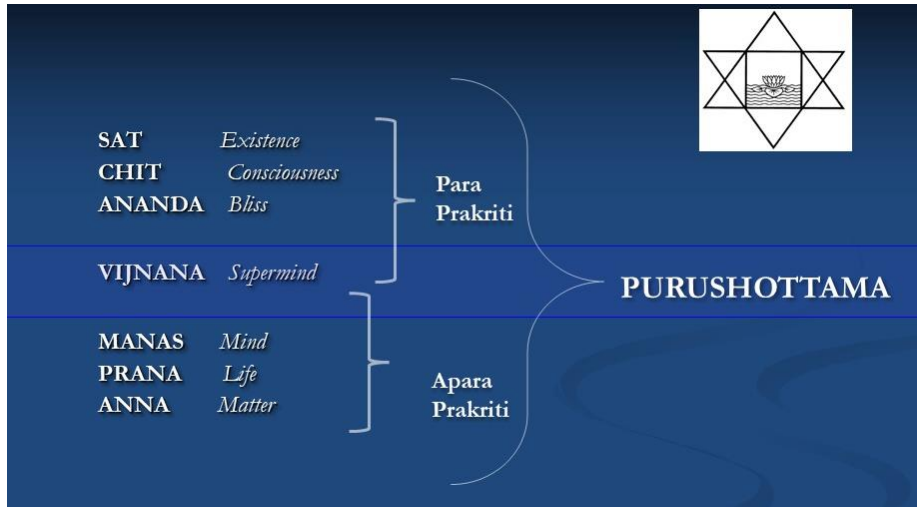 SAT Existence
CHIT Consciousness
ANANDA Bliss
Para
Prakriti
VIJNANA Supermind
PURUSHOTTAMA
MANAS Mind
PRANA Life
ANNA Matter
Apara
Prakriti